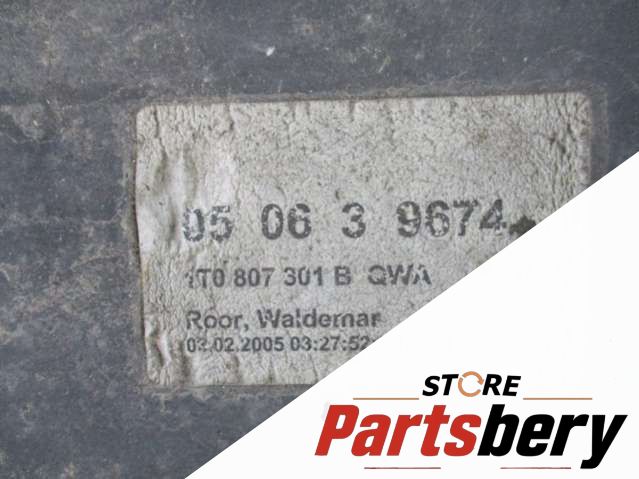 05 06 3 9674
1T0 807 301 B QWA
Roor, Waldemar
03.02.2005 03:27:52
STORE
Partsbery